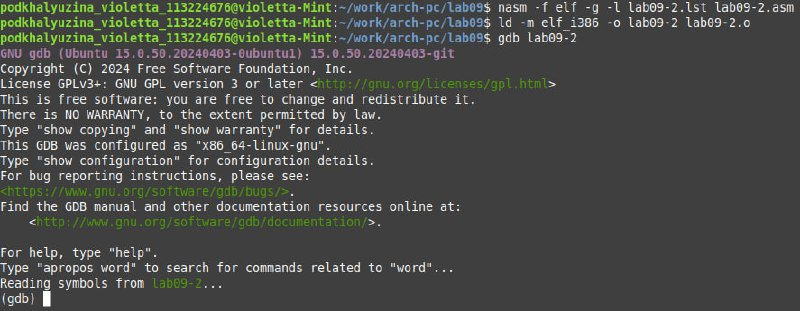 podkhalyuzina_violetta_113224676@violetta-Mint:~/work/arch-pc/lab09$ nasm -f elf -g -l lab09-2.lst lab09-2.asm
podkhalyuzina_violetta_113224676@violetta-Mint:~/work/arch-pc/lab09$ ld -m elf_i386 -o lab09-2 lab09-2.o
podkhalyuzina_violetta_113224676@violetta-Mint:~/work/arch-pc/lab09$ gdb lab09-2
GNU gdb (Ubuntu 15.0.50.20240403-0ubuntu1) 15.0.50.20240403-git
Copyright (C) 2024 Free Software Foundation, Inc.
License GPLv3+: GNU GPL version 3 or later <http://gnu.org/licenses/gpl.html>
This is free software: you are free to change and redistribute it.
There is NO WARRANTY, to the extent permitted by law.
Type "show copying" and "show warranty" for details.
This GDB was configured as "x86_64-linux-gnu".
Type "show configuration" for configuration details.
For bug reporting instructions, please see:
<https://www.gnu.org/software/gdb/bugs/>.
Find the GDB manual and other documentation resources online at:
    <http://www.gnu.org/software/gdb/documentation/>.

For help, type "help".
Type "apropos word" to search for commands related to "word"...
Reading symbols from lab09-2...
(gdb)